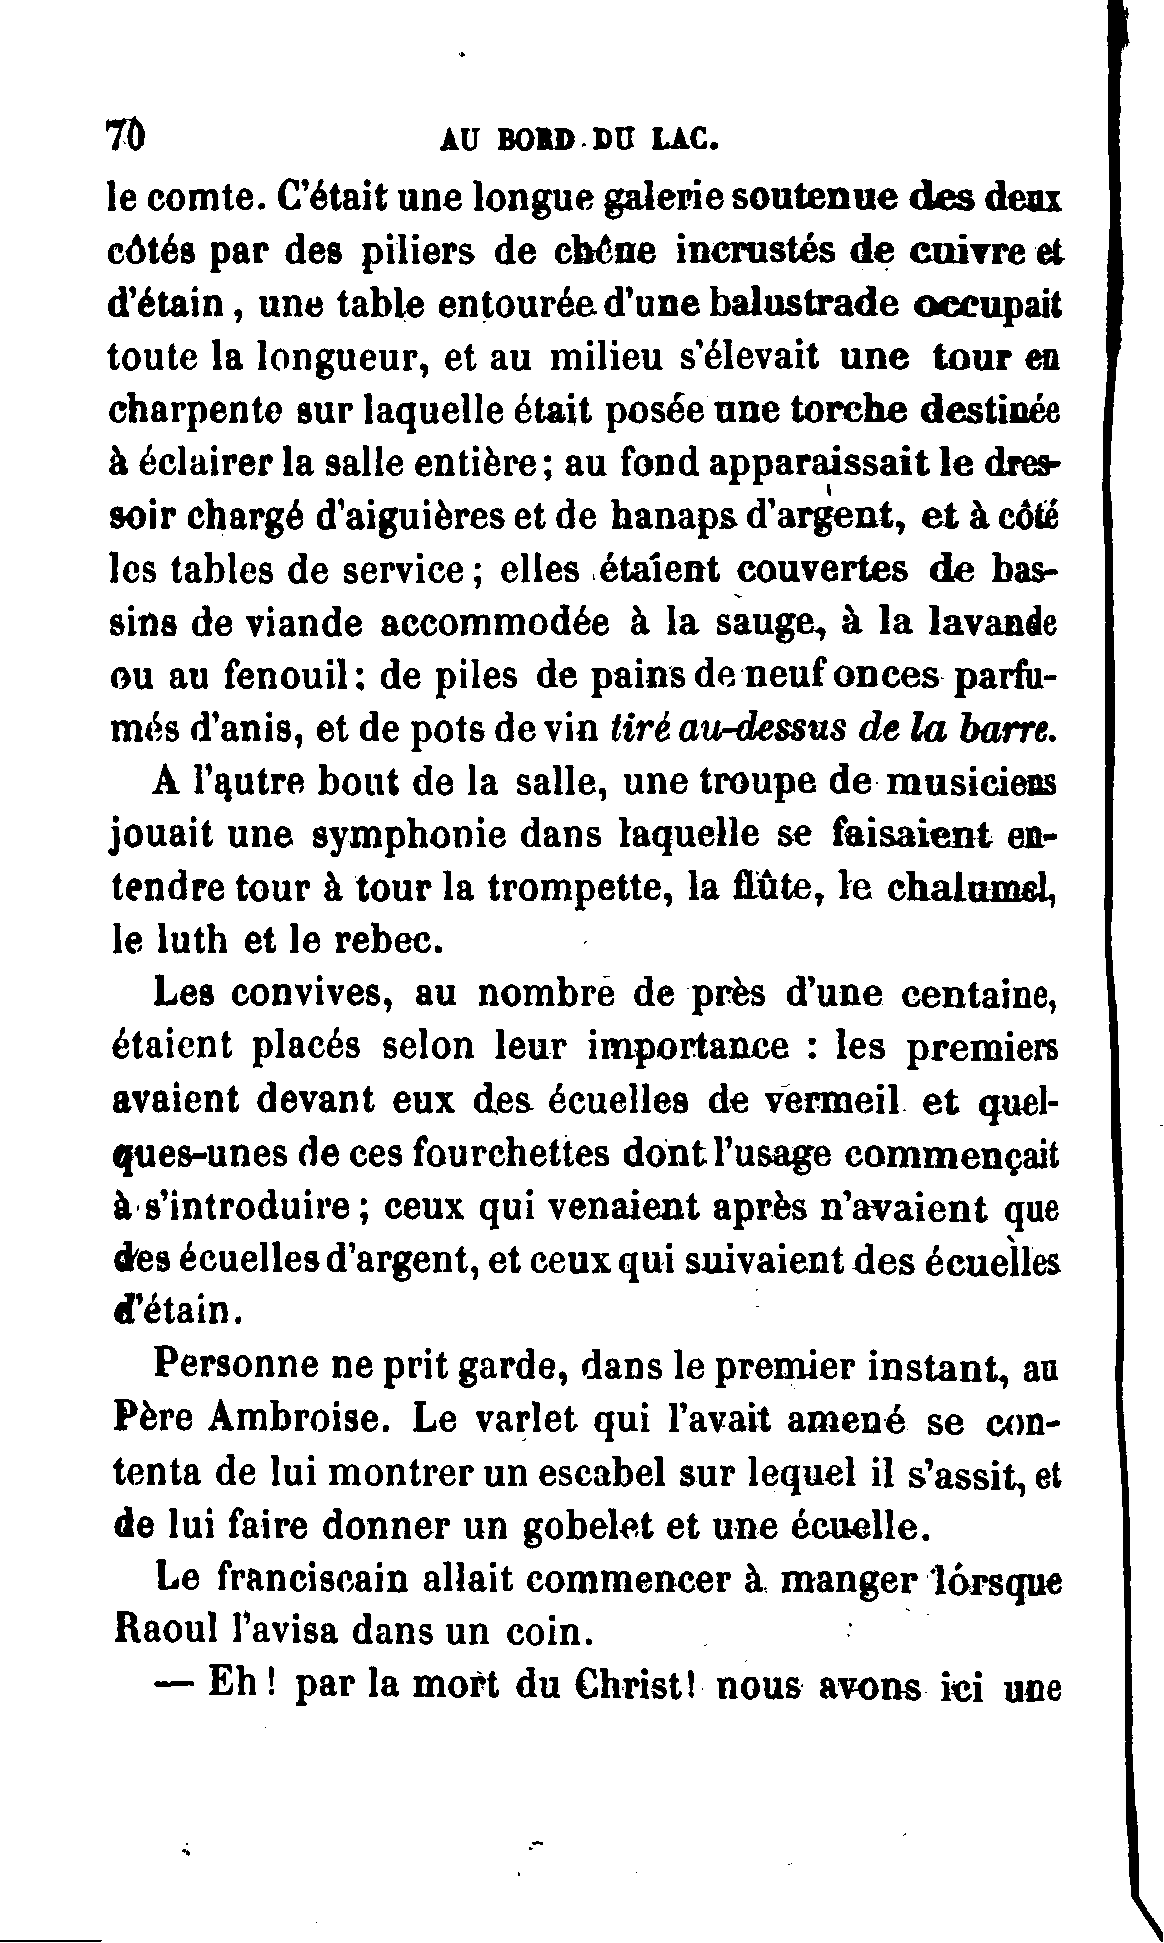 70 AU BORD DU LAC.
le comte. C'était une longue galerie soutenue des deux
côtés par des piliers de chêne incrustés de cuivre et
d'étain, une table entourée d'une balustrade occupait
toute la longueur, et au milieu s'élevait une tour en
charpente sur laquelle était posée une torche destinée
à éclairer la salle entière; au fond apparaissait le dres-
soir chargé d'aiguières et de hanaps d'argent, et à côté
les tables de service; elles étaient couvertes de bas-
sins de viande accommodée à la sauge, à la lavande
ou au fenouil: de piles de pains de neuf onces parfu-
més d'anis, et de pots de vin tiré au-dessus de la barre.
A l'autre bout de la salle, une troupe de musiciens
jouait une symphonie dans laquelle se faisaient en-
tendre tour à tour la trompette, la flûte, le chalumel,
le luth et le rebec.
Les convives, au nombre de près d'une centaine,
étaient placés selon leur importance : les premiers
avaient devant eux des écuelles de vermeil et quel-
ques-unes de ces fourchettes dont l'usage commençait
à s'introduire; ceux qui venaient après n'avaient que
des écuelles d'argent, et ceux qui suivaient des écuelles
d'étain.
Personne ne prit garde, dans le premier instant, au
Père Ambroise. Le varlet qui l'avait amené se con-
tenta de lui montrer un escabel sur lequel il s'assit, et
de lui faire donner un gobelet et une écuelle.
Le franciscain allait commencer à manger lorsque
Raoul l'avisa dans un coin.
— Eh! par la mort du Christ! nous avons ici une